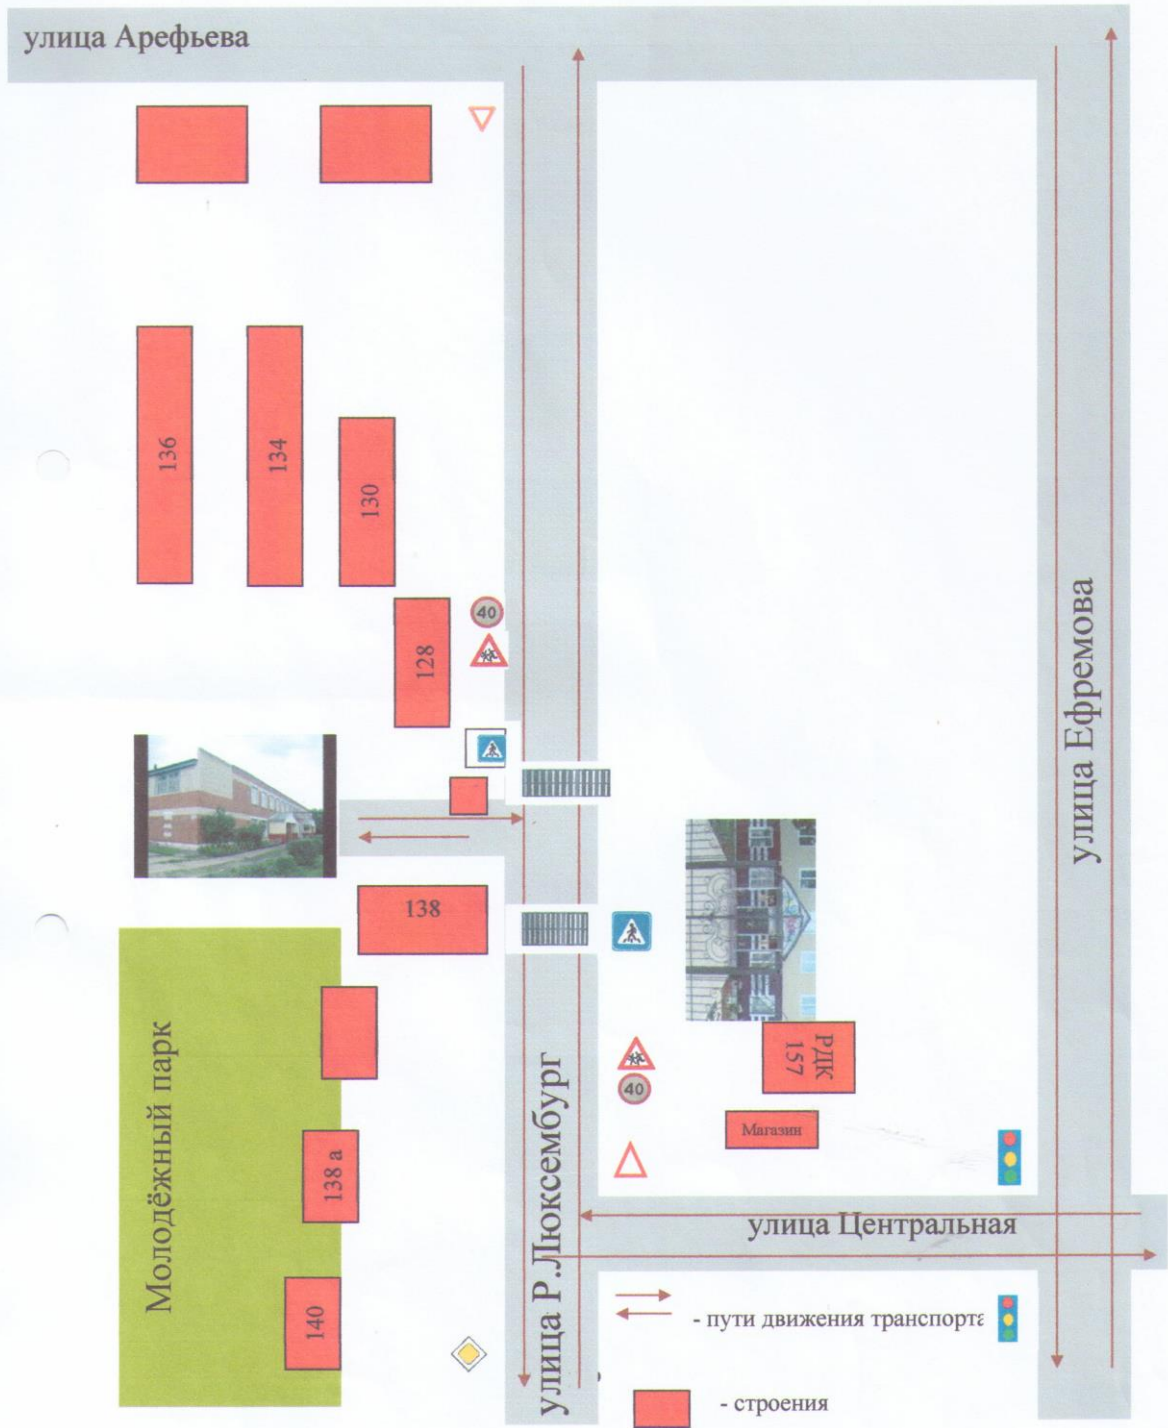 улица Арефьева
136
134
130
40
128
улица Ефремова
138
Молодёжный парк
РДК
157
40
Магазин
138 а
улица Р.Люксембург
улица Центральная
140
- пути движения транспорта
- строения